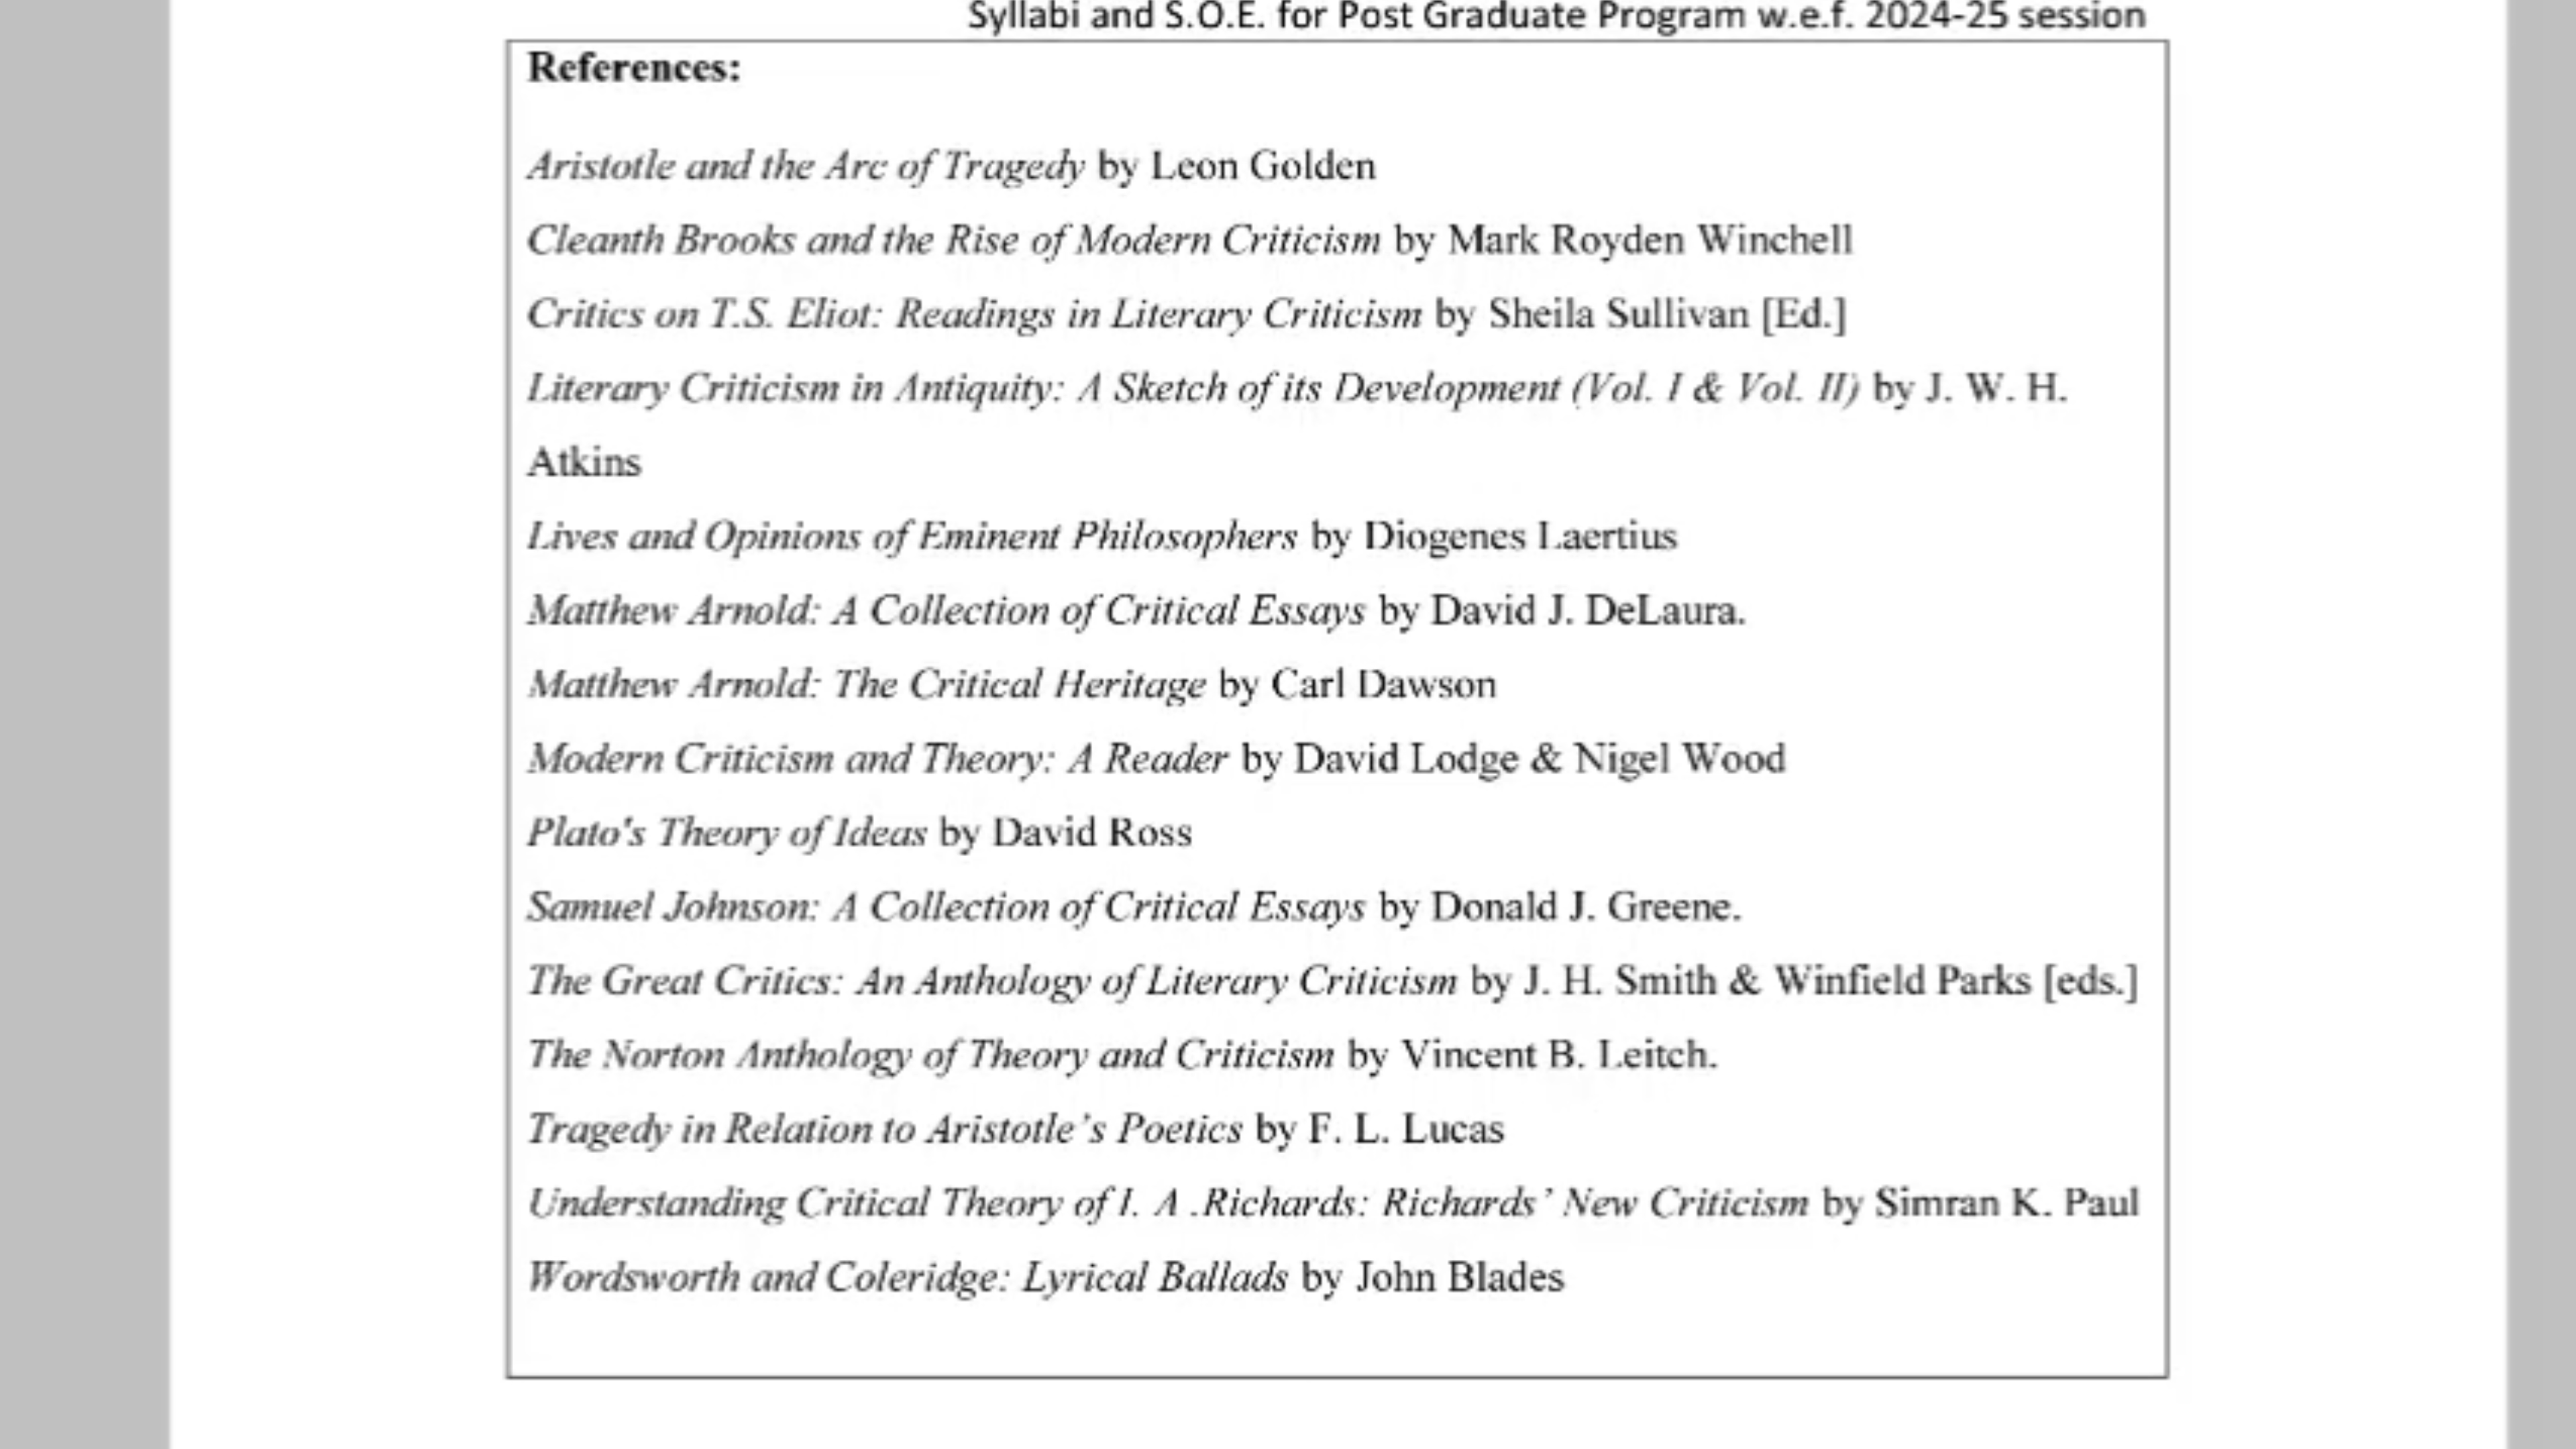 Syllabi and S.O.E. for Post Graduate Program w.e.f. 2024-25 session
References:
Aristotle and the Arc of Tragedy by Leon Golden
Cleanth Brooks and the Rise of Modern Criticism by Mark Royden Winchell
Critics on T.S. Eliot: Readings in Literary Criticism by Sheila Sullivan [Ed.]
Literary Criticism in Antiquity: A Sketch of its Development (Vol. I & Vol. II) by J. W. H.
Atkins
Lives and Opinions of Eminent Philosophers by Diogenes Laertius
Matthew Arnold: A Collection of Critical Essays by David J. DeLaura.
Matthew Arnold: The Critical Heritage by Carl Dawson
Modern Criticism and Theory: A Reader by David Lodge & Nigel Wood
Plato's Theory of Ideas by David Ross
Samuel Johnson: A Collection of Critical Essays by Donald J. Greene.
The Great Critics: An Anthology of Literary Criticism by J. H. Smith & Winfield Parks [eds.]
The Norton Anthology of Theory and Criticism by Vincent B. Leitch.
Tragedy in Relation to Aristotle’s Poetics by F. L. Lucas
Understanding Critical Theory of I. A .Richards: Richards’ New Criticism by Simran K. Paul
Wordsworth and Coleridge: Lyrical Ballads by John Blades